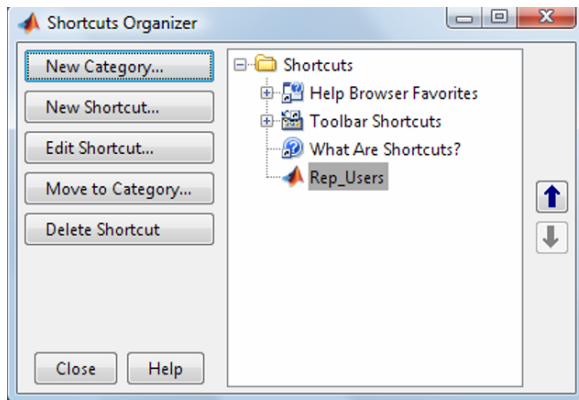 Shortcuts Organizer
New Category...
New Shortcut...
Edit Shortcut...
Move to Category...
Delete Shortcut
Close
Help
Shortcuts
Help Browser Favorites
Toolbar Shortcuts
What Are Shortcuts?
Rep_Users